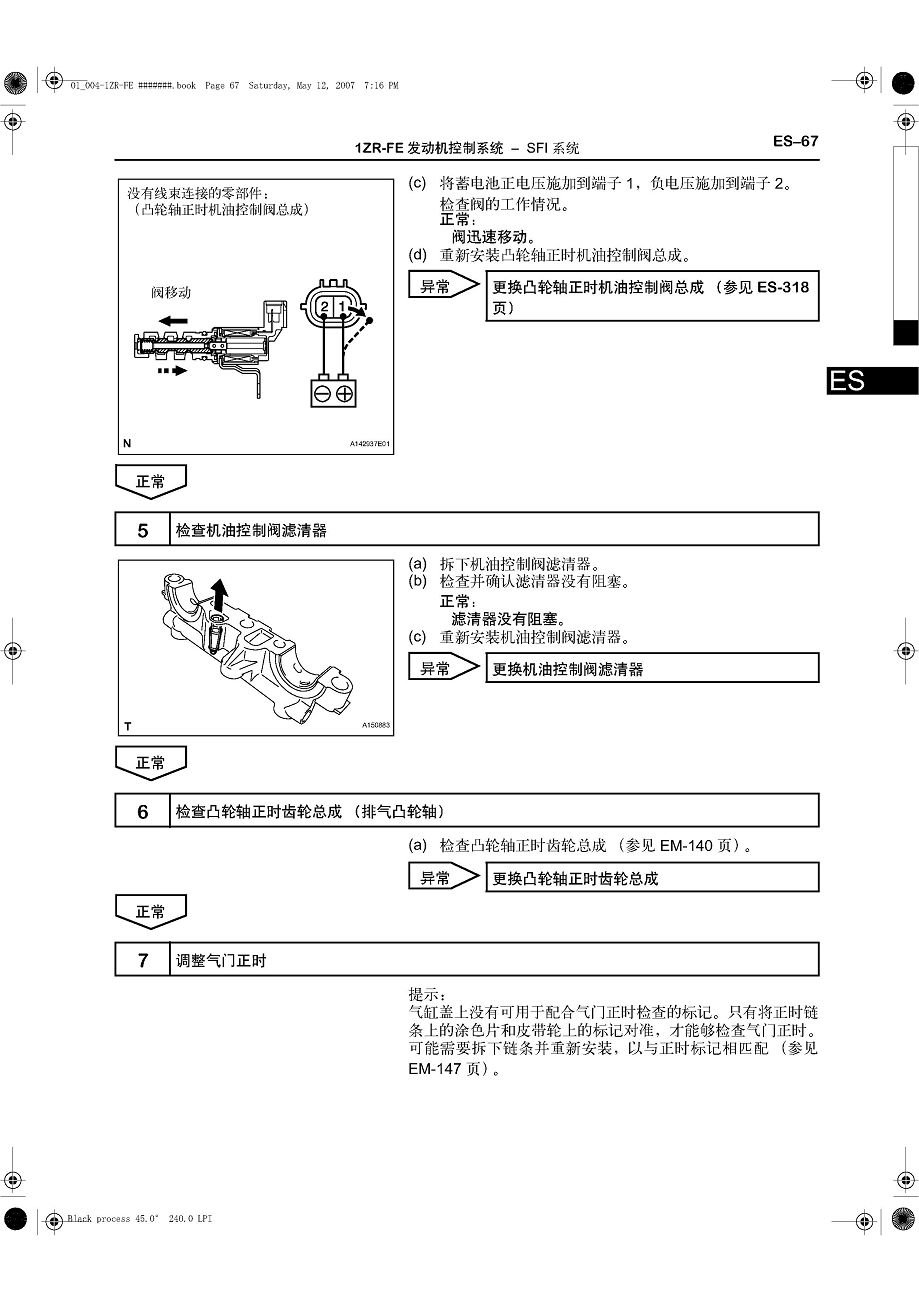 01_004-1ZR-FE #######.book Page 67 Saturday, May 12, 2007 7:16 PM
1ZR-FE 发动机控制系统 – SFI 系统
ES–67
没有线束连接的零部件：
（凸轮轴正时机油控制阀总成）
阀移动
2 1
N
A142937E01
(c) 将蓄电池正电压施加到端子 1，负电压施加到端子 2。
检查阀的工作情况。
正常：
阀迅速移动。
(d) 重新安装凸轮轴正时机油控制阀总成。
异常
更换凸轮轴正时机油控制阀总成 （参见 ES-318
页）
ES
正常
5 检查机油控制阀滤清器
T
A150883
(a) 拆下机油控制阀滤清器。
(b) 检查并确认滤清器没有阻塞。
正常：
滤清器没有阻塞。
(c) 重新安装机油控制阀滤清器。
异常
更换机油控制阀滤清器
正常
6 检查凸轮轴正时齿轮总成 （排气凸轮轴）
(a) 检查凸轮轴正时齿轮总成 （参见 EM-140 页）。
异常
更换凸轮轴正时齿轮总成
正常
7 调整气门正时
提示：
气缸盖上没有可用于配合气门正时检查的标记。只有将正时链
条上的涂色片和皮带轮上的标记对准，才能够检查气门正时。
可能需要拆下链条并重新安装，以与正时标记相匹配 （参见
EM-147 页）。
Black process 45.0° 240.0 LPI